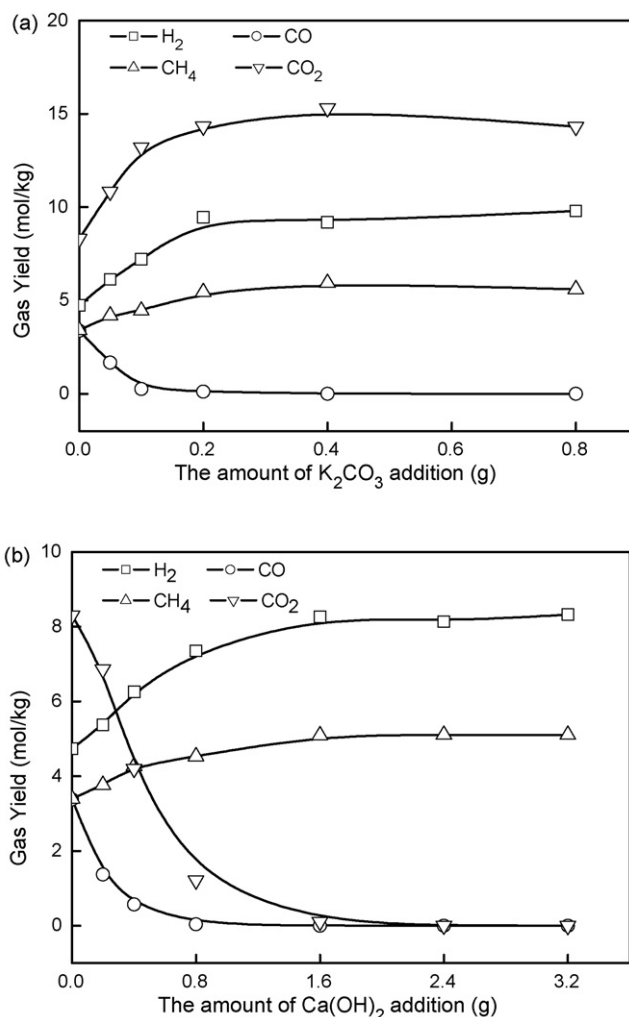 (a)
H2 CO
CH4 CO2
20
15
10
5
0
Gas Yield (mol/kg)
0.0 0.2 0.4 0.6 0.8
The amount of K2CO3 addition (g)
(b)
H2 CO
CH4 CO2
10
8
6
4
2
0
Gas Yield (mol/kg)
0.0 0.8 1.6 2.4 3.2
The amount of Ca(OH)2 addition (g)